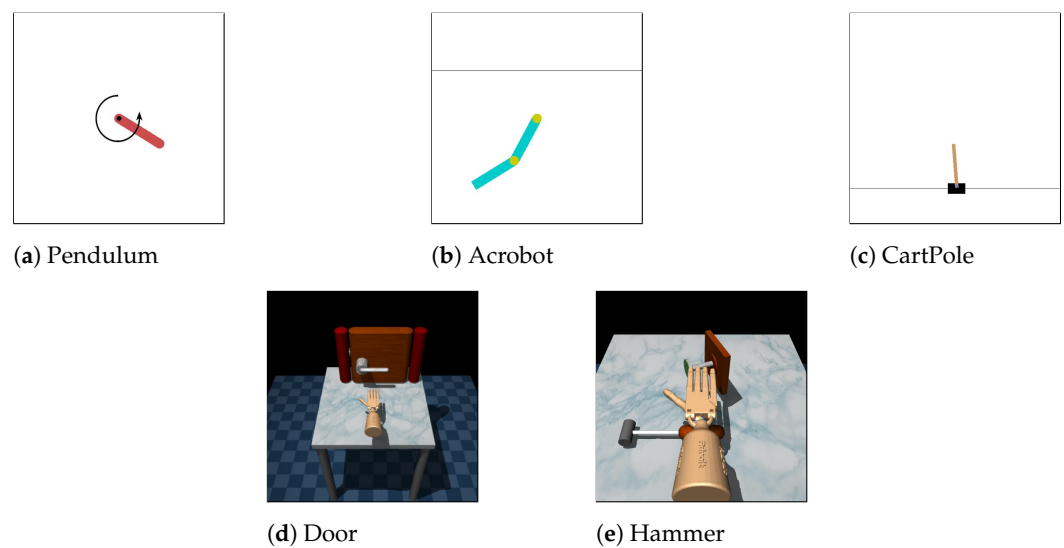 (a) Pendulum
(b) Acrobot
(c) CartPole
(d) Door
(e) Hammer